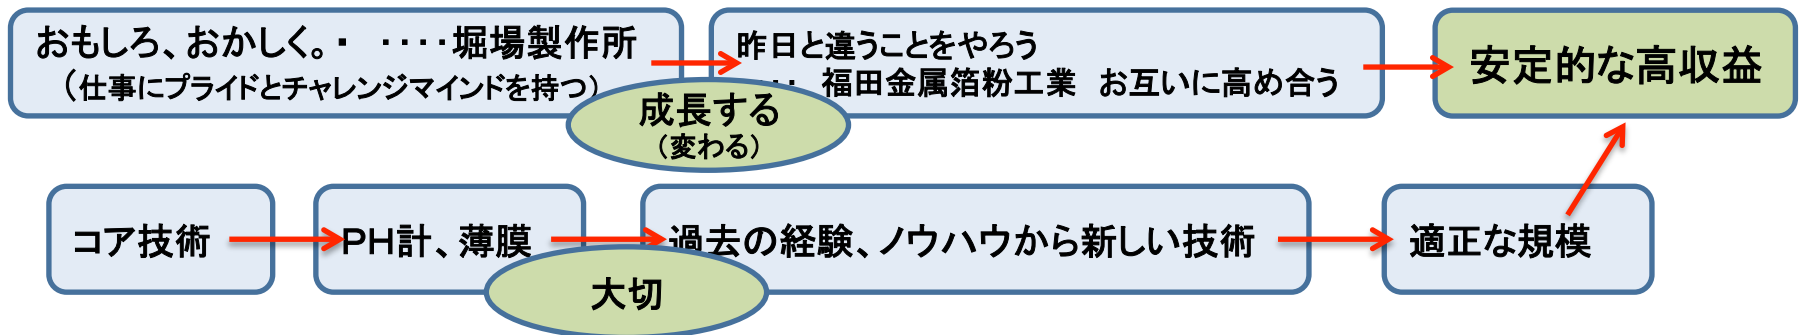 おもしろ、おかしく。・ ・・・・堀場製作所
（仕事にプライドとチャレンジマインドを持つ）
昨日と違うことをやろう
・・・ 福田金属箔粉工業 お互いに高め合う
安定的な高収益
成長する
（変わる）
コア技術
PH計、薄膜
過去の経験、ノウハウから新しい技術
適正な規模
大切